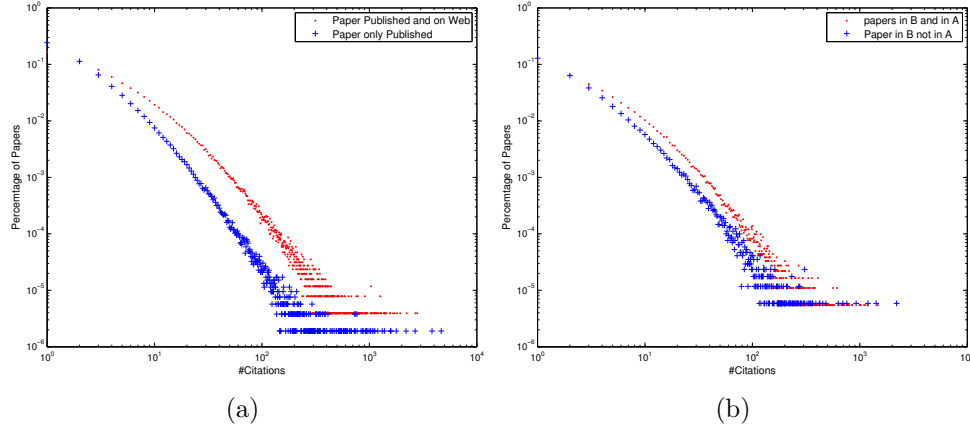 Paper Published and on Web
Paper only Published
Percentage of Papers
10^0
10^-1
10^-2
10^-3
10^-4
10^-5
10^-6
10^0
10^1
10^2
10^3
10^4
#Citations
(a)
papers in B and in A
Paper in B not in A
Percentage of Papers
10^0
10^-1
10^-2
10^-3
10^-4
10^-5
10^-6
10^0
10^1
10^2
10^3
10
#Citations
(b)